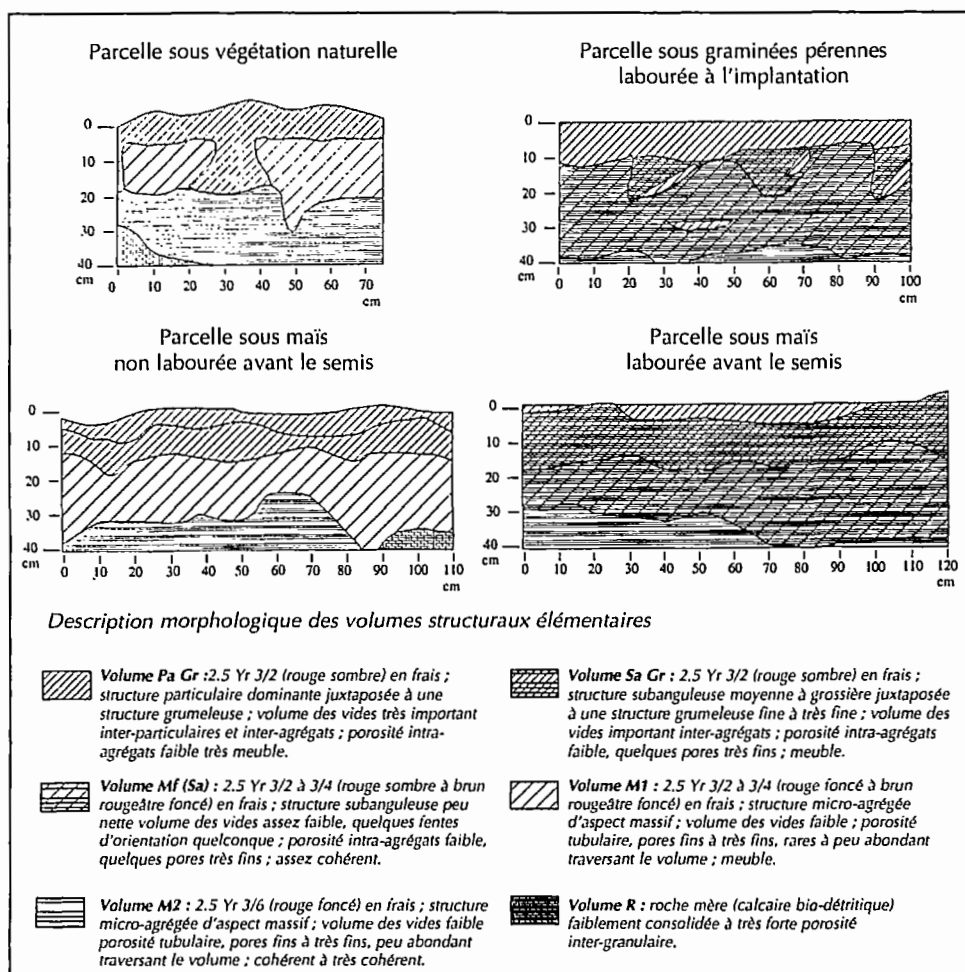 Parcelle sous végétation naturelle
Parcelle sous graminées pérennes
labourée à l'implantation
0
10
20
30
40
cm
0 10 20 30 40 50 60 70
cm
0
10
20
30
40
cm
0 10 20 30 40 50 60 70 80 90 100
cm
Parcelle sous maïs
non labourée avant le semis
Parcelle sous maïs
labourée avant le semis
0
10
20
30
40
cm
0 10 20 30 40 50 60 70 80 90 100 110
cm
0
10
20
30
40
cm
0 10 20 30 40 50 60 70 80 90 100 110 120
cm
Description morphologique des volumes structuraux élémentaires
Volume Pa Gr :2.5 Yr 3/2 (rouge sombre) en frais ;
structure particulaire dominante juxtaposée à une
structure grumeleuse ; volume des vides très important
inter-particulaires et inter-agrégats ; porosité intra-
agrégats faible très meuble.
Volume Sa Gr : 2.5 Yr 3/2 (rouge sombre) en frais ;
structure subanguleuse moyenne à grossière juxtaposée
à une structure grumeleuse fine à très fine ; volume des
vides important inter-agrégats ; porosité intra-agrégats
faible, quelques pores très fins ; meuble.
Volume Mf (Sa) : 2.5 Yr 3/2 à 3/4 (rouge sombre à brun
rougeâtre foncé) en frais ; structure subanguleuse peu
nette volume des vides assez faible, quelques fentes
d'orientation quelconque ; porosité intra-agrégats faible,
quelques pores très fins ; assez cohérent.
Volume M1 : 2.5 Yr 3/2 à 3/4 (rouge foncé à brun
rougeâtre foncé) en frais ; structure micro-agrégée
d'aspect massif ; volume des vides faible ; porosité
tubulaire, pores fins à très fins, rares à peu abondant
traversant le volume ; meuble.
Volume M2 : 2.5 Yr 3/6 (rouge foncé) en frais ; structure
micro-agrégée d'aspect massif ; volume des vides faible
porosité tubulaire, pores fins à très fins, peu abondant
traversant le volume ; cohérent à très cohérent.
Volume R : roche mère (calcaire bio-détritique)
faiblement consolidée à très forte porosité
inter-granulaire.